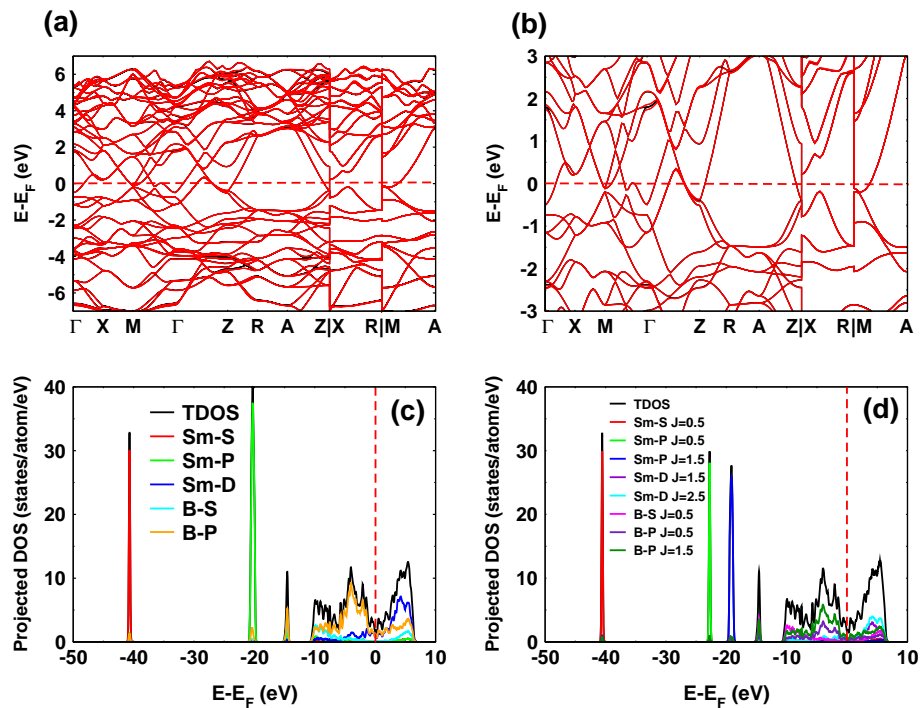 (a)
(b)
E-E_F (eV)
6
4
2
0
-2
-4
-6
Γ X M Γ Z R A Z|X R|M A
E-E_F (eV)
3
2
1
0
-1
-2
-3
Γ X M Γ Z R A Z|X R|M A
(c)
Projected DOS (states/atom/eV)
40
30
20
10
0
TDOS
Sm-S
Sm-P
Sm-D
B-S
B-P
-50 -40 -30 -20 -10 0 10
E-E_F (eV)
(d)
Projected DOS (states/atom/eV)
40
30
20
10
0
TDOS
Sm-S J=0.5
Sm-P J=0.5
Sm-P J=1.5
Sm-D J=1.5
Sm-D J=2.5
B-S J=0.5
B-P J=0.5
B-P J=1.5
-50 -40 -30 -20 -10 0 10
E-E_F (eV)